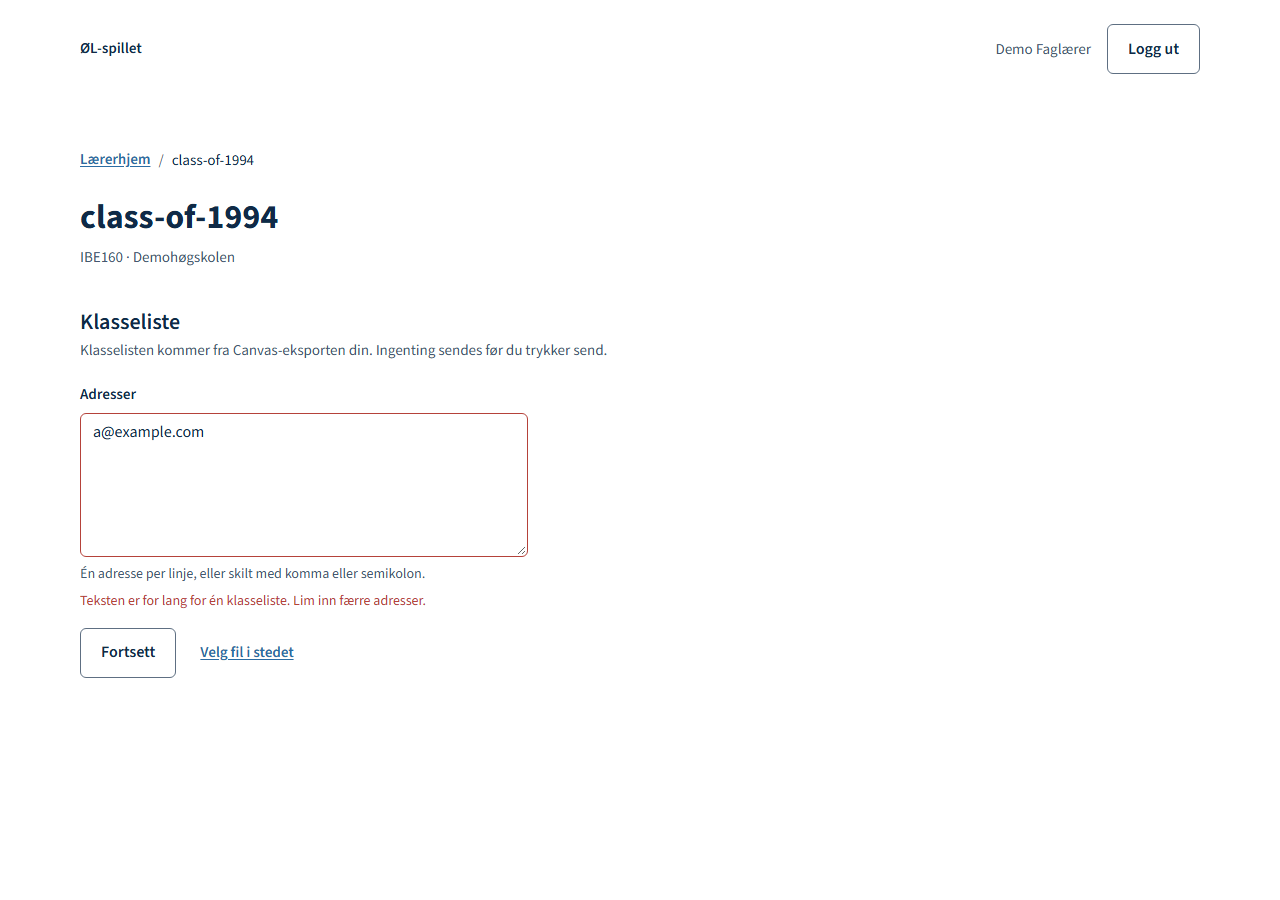 ØL-spillet
Demo Faglærer
Logg ut
Lærerhjem / class-of-1994
class-of-1994
IBE160 · Demohøgskolen
Klasseliste
Klasselisten kommer fra Canvas-eksporten din. Ingenting sendes før du trykker send.
Adresser
a@example.com
Én adresse per linje, eller skilt med komma eller semikolon.
Teksten er for lang for én klasseliste. Lim inn færre adresser.
Fortsett
Velg fil i stedet